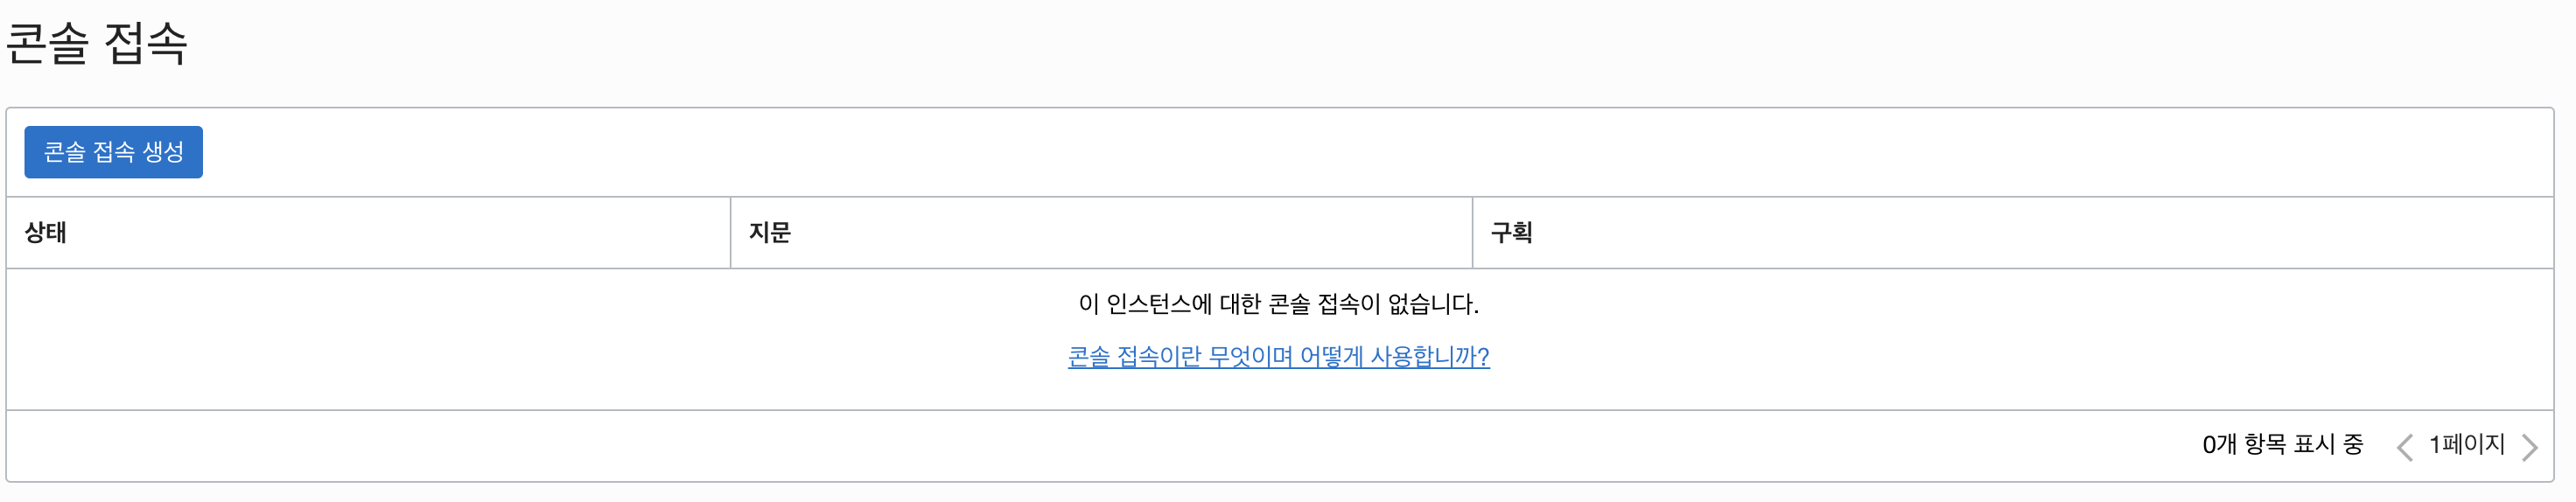 콘솔 접속
콘솔 접속 생성
상태 지문 구획
이 인스턴스에 대한 콘솔 접속이 없습니다.
콘솔 접속이란 무엇이며 어떻게 사용합니까?
0개 항목 표시 중 1페이지